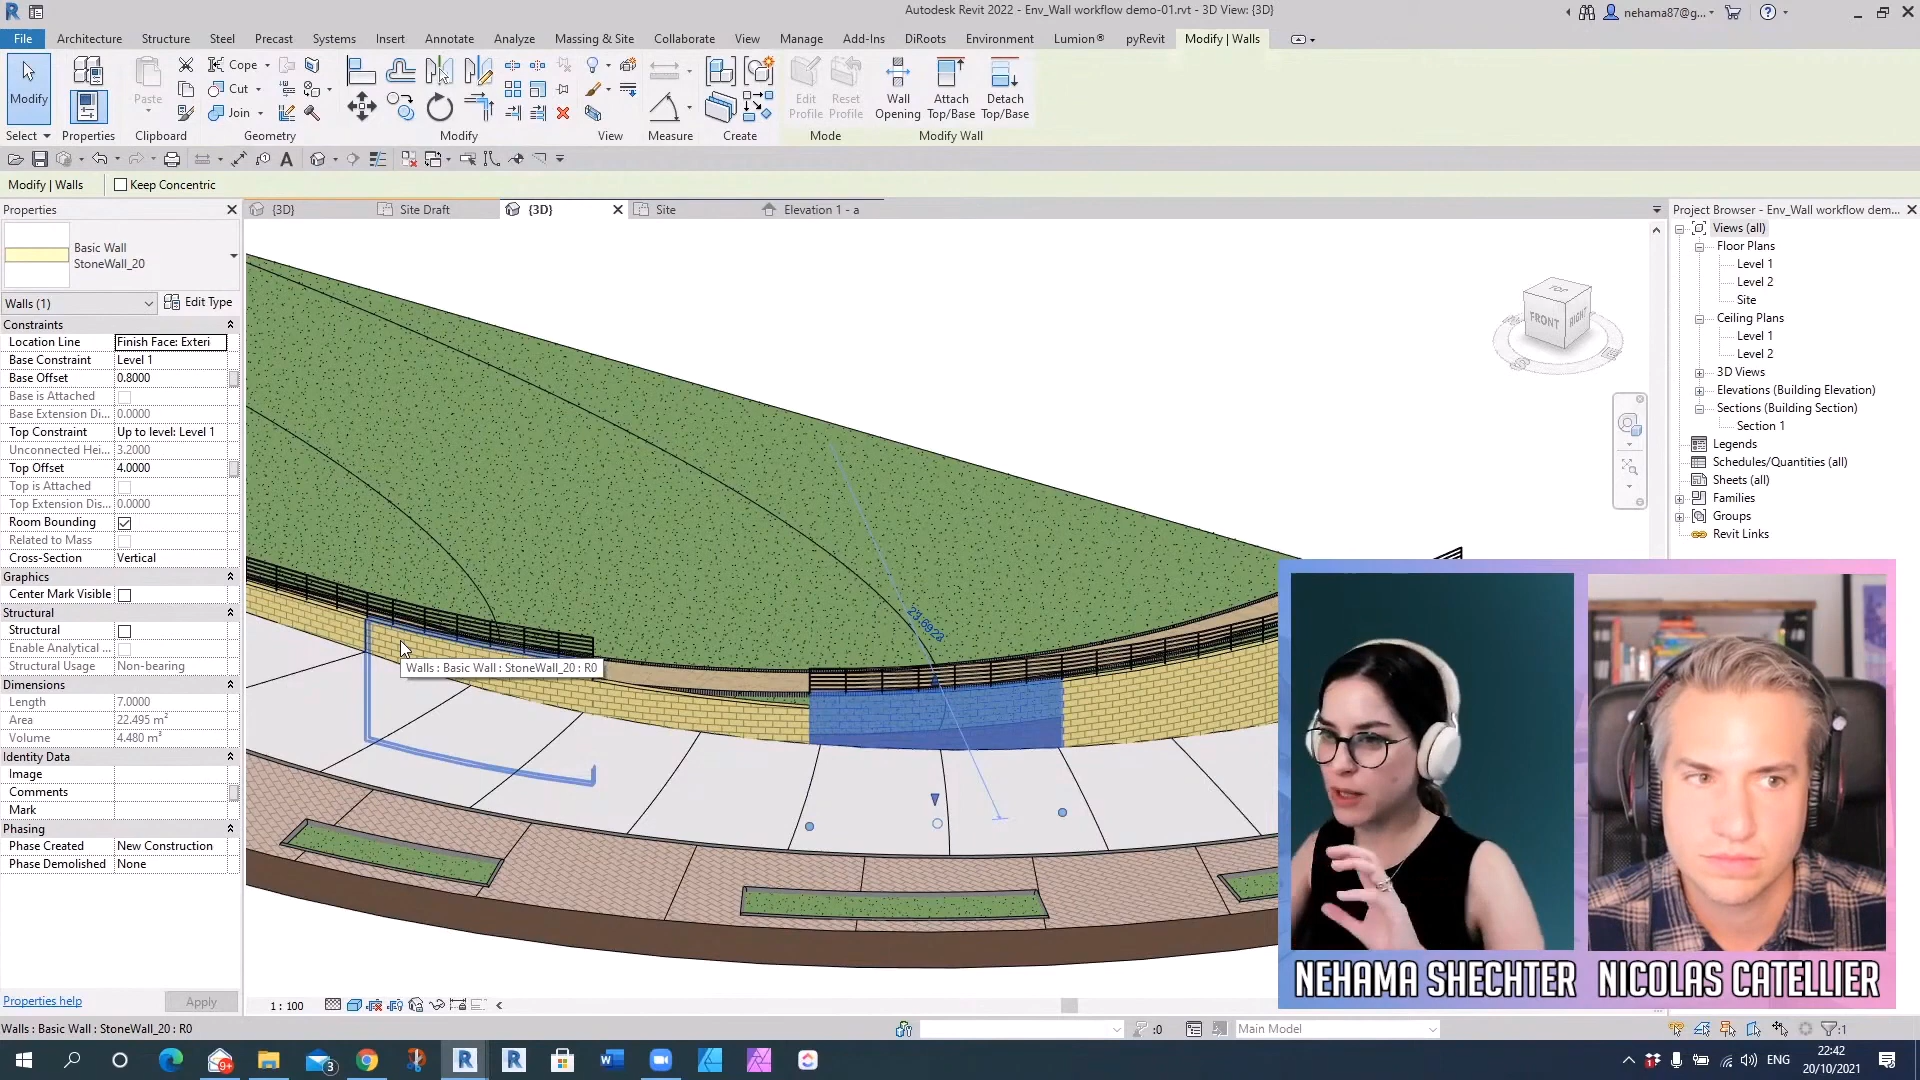 Autodesk Revit 2022 - Env_Wall workflow demo-01.rvt - 3D View: {3D}
nehama87@g...
File Architecture Structure Steel Precast Systems Insert Annotate Analyze Massing & Site Collaborate View Manage Add-Ins DiRoots Environment Lumion® pyRevit Modify | Walls
Modify
Paste
Cope
Cut
Join
Edit Profile
Reset Profile
Wall Opening
Attach Top/Base
Detach Top/Base
Select Properties Clipboard Geometry Modify View Measure Create Mode Modify Wall
Modify | Walls Keep Concentric
Properties
{3D} Site Draft {3D} Site Elevation 1 - a
Project Browser - Env_Wall workflow dem...
Basic Wall
StoneWall_20
Walls (1) Edit Type
Constraints
Location Line Finish Face: Exteri
Base Constraint Level 1
Base Offset 0.8000
Base is Attached
Base Extension Di... 0.0000
Top Constraint Up to level: Level 1
Unconnected Hei... 3.2000
Top Offset 4.0000
Top is Attached
Top Extension Dis... 0.0000
Room Bounding
Related to Mass
Cross-Section Vertical
Graphics
Center Mark Visible
Structural
Structural
Enable Analytical
Structural Usage Non-bearing
Dimensions
Length 7.0000
Area 22.495 m²
Volume 4.480 m³
Identity Data
Image
Comments
Mark
Phasing
Phase Created New Construction
Phase Demolished None
Properties help Apply
TOP
FRONT
RIGHT
23.6928
Walls : Basic Wall : StoneWall_20 : R0
Views (all)
Floor Plans
Level 1
Level 2
Site
Ceiling Plans
Level 1
Level 2
3D Views
Elevations (Building Elevation)
Sections (Building Section)
Section 1
Legends
Schedules/Quantities (all)
Sheets (all)
Families
Groups
Revit Links
NEHAMA SHECHTER NICOLAS CATELLIER
1 : 100
Walls : Basic Wall : StoneWall_20 : R0
:0
Main Model
:1
9+
3
ENG
22:42
20/10/2021